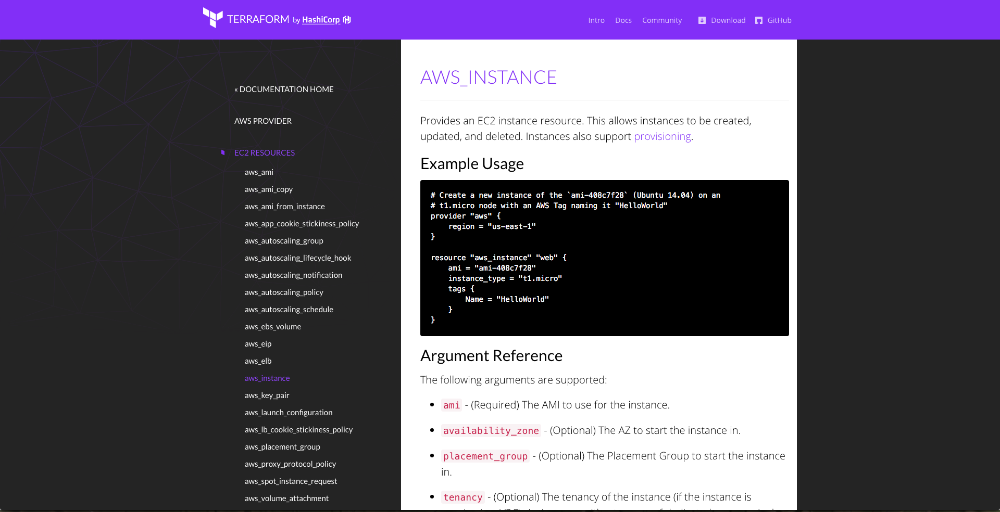 TERRAFORM by HashiCorp
Intro Docs Community Download GitHub
« DOCUMENTATION HOME
AWS PROVIDER
EC2 RESOURCES
aws_ami
aws_ami_copy
aws_ami_from_instance
aws_app_cookie_stickiness_policy
aws_autoscaling_group
aws_autoscaling_lifecycle_hook
aws_autoscaling_notification
aws_autoscaling_policy
aws_autoscaling_schedule
aws_ebs_volume
aws_eip
aws_elb
aws_instance
aws_key_pair
aws_launch_configuration
aws_lb_cookie_stickiness_policy
aws_placement_group
aws_proxy_protocol_policy
aws_spot_instance_request
aws_volume_attachment
AWS_INSTANCE
Provides an EC2 instance resource. This allows instances to be created,
updated, and deleted. Instances also support provisioning.
Example Usage
# Create a new instance of the `ami-408c7f28` (Ubuntu 14.04) on an
# t1.micro node with an AWS Tag naming it "HelloWorld"
provider "aws" {
    region = "us-east-1"
}
resource "aws_instance" "web" {
    ami = "ami-408c7f28"
    instance_type = "t1.micro"
    tags {
        Name = "HelloWorld"
    }
}
Argument Reference
The following arguments are supported:
• ami - (Required) The AMI to use for the instance.
• availability_zone - (Optional) The AZ to start the instance in.
• placement_group - (Optional) The Placement Group to start the instance
in.
• tenancy - (Optional) The tenancy of the instance (if the instance is